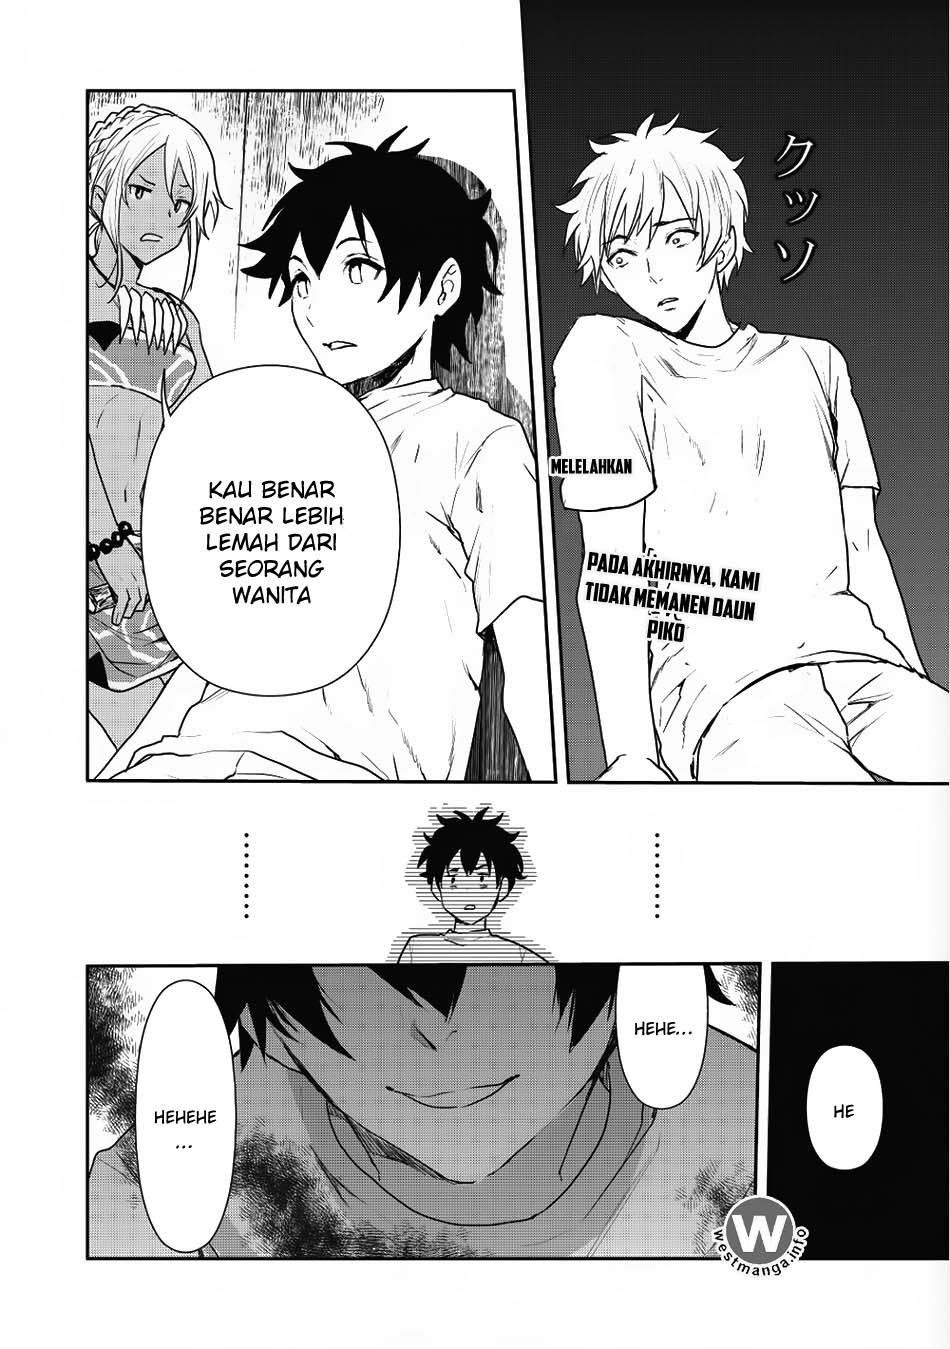 クッソ
MELELAHKAN
PADA AKHIRNYA, KAMI
TIDAK MEMANEN DAUN
PIKO
KAU BENAR
BENAR LEBIH
LEMAH DARI
SEORANG
WANITA
HE
HEHE...
HEHEHE
...
W
westmanga.info